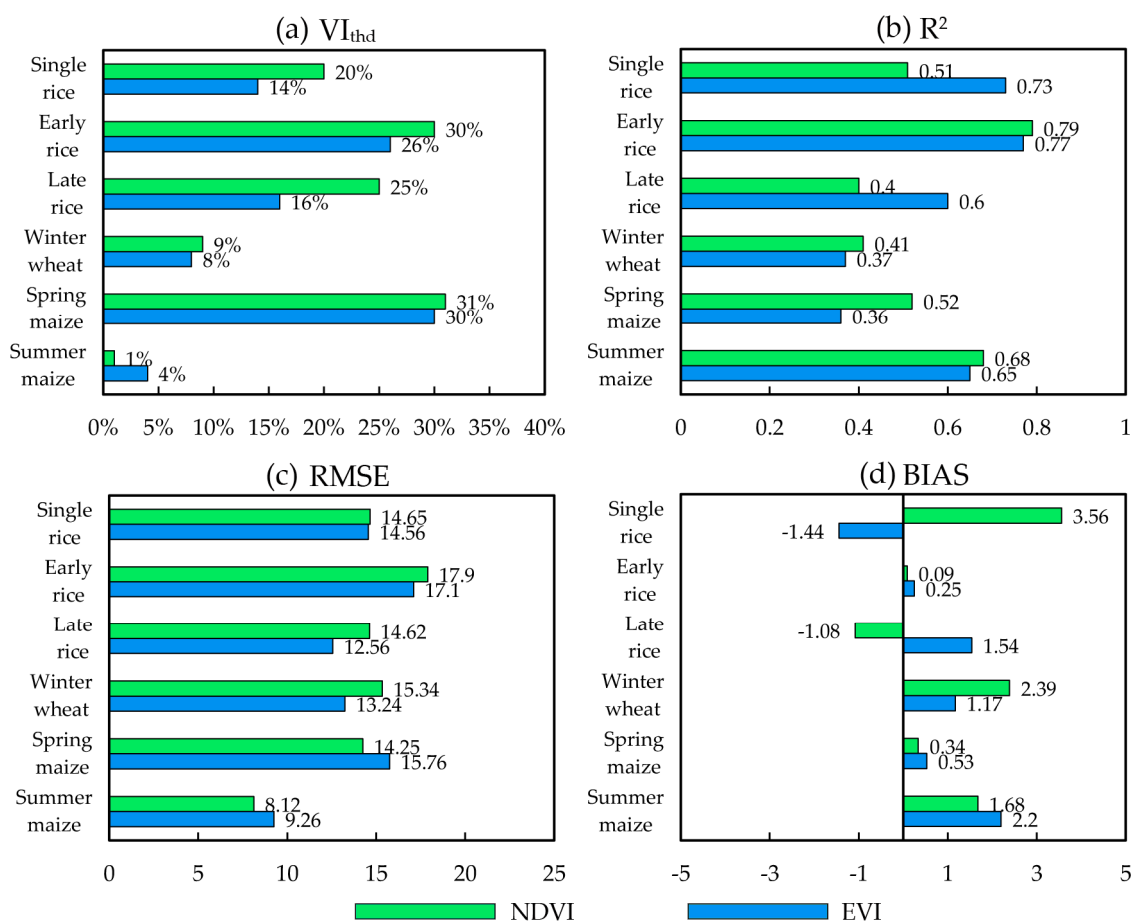 (a) VIthd
Single
rice
20%
14%
Early
rice
30%
26%
Late
rice
25%
16%
Winter
wheat
9%
8%
Spring
maize
31%
30%
Summer
maize
1%
4%
0% 5% 10% 15% 20% 25% 30% 35% 40%
(b) R²
Single
rice
0.51
0.73
Early
rice
0.79
0.77
Late
rice
0.4
0.6
Winter
wheat
0.41
0.37
Spring
maize
0.52
0.36
Summer
maize
0.68
0.65
0 0.2 0.4 0.6 0.8 1
(c) RMSE
Single
rice
14.65
14.56
Early
rice
17.9
17.1
Late
rice
14.62
12.56
Winter
wheat
15.34
13.24
Spring
maize
14.25
15.76
Summer
maize
8.12
9.26
0 5 10 15 20 25
(d) BIAS
Single
rice
3.56
-1.44
Early
rice
0.09
0.25
Late
rice
-1.08
1.54
Winter
wheat
2.39
1.17
Spring
maize
0.34
0.53
Summer
maize
1.68
2.2
-5 -3 -1 1 3 5
NDVI EVI